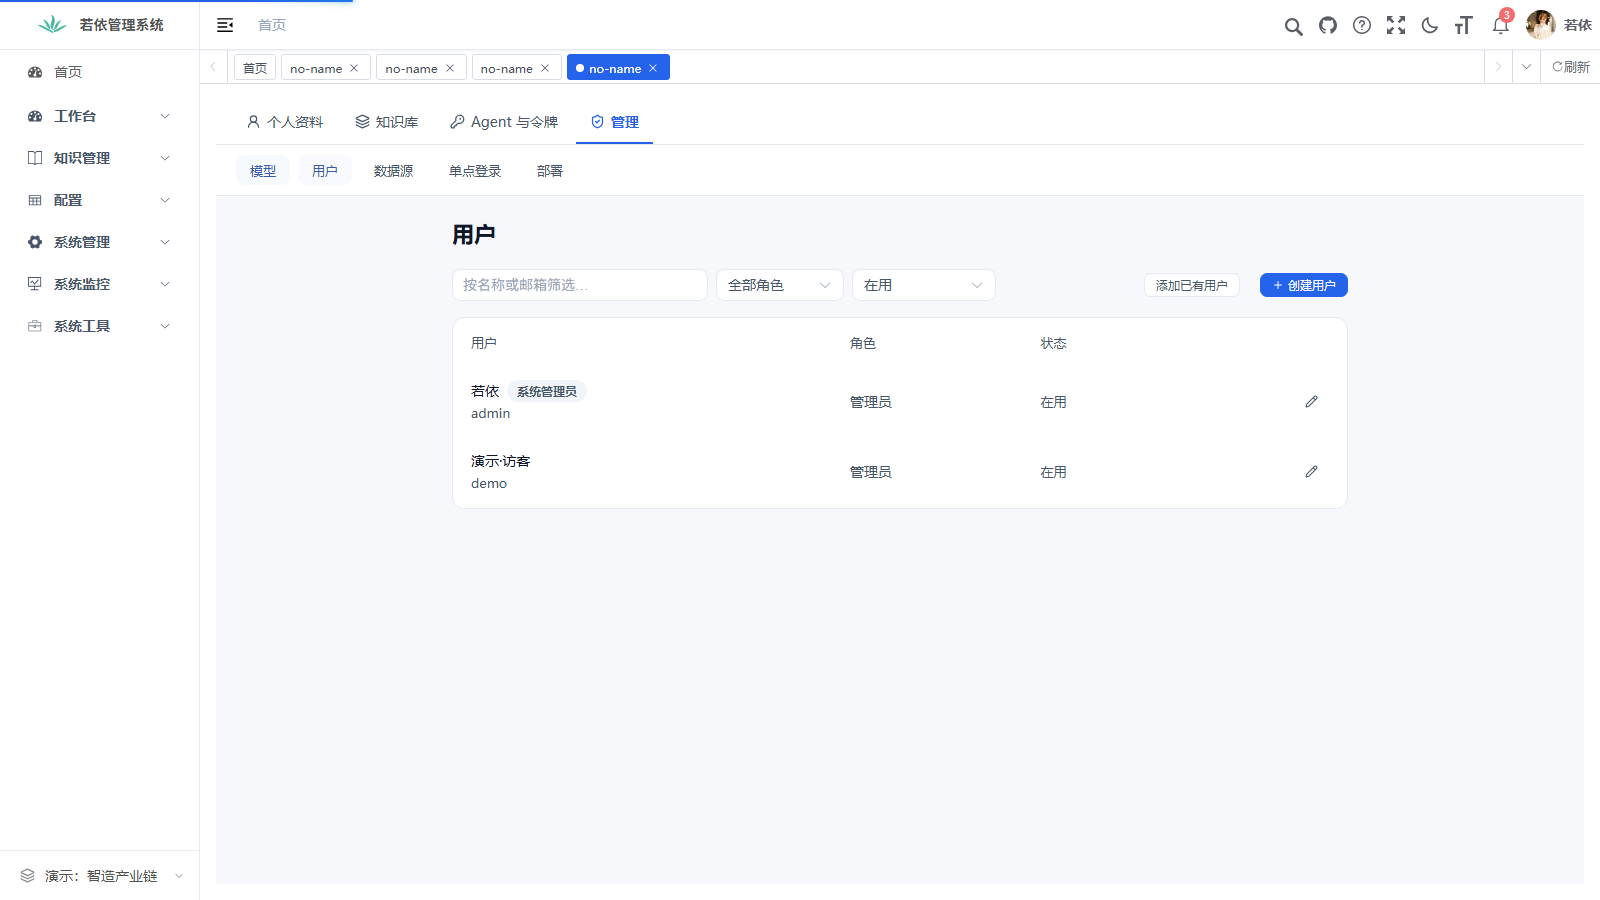 若依管理系统
首页
3
若依
首页
no-name
no-name
no-name
no-name
刷新
首页
工作台
知识管理
配置
系统管理
系统监控
系统工具
个人资料
知识库
Agent 与令牌
管理
模型
用户
数据源
单点登录
部署
用户
按名称或邮箱筛选...
全部角色
在用
添加已有用户
创建用户
用户
角色
状态
若依
系统管理员
admin
管理员
在用
演示·访客
demo
管理员
在用
演示：智造产业链